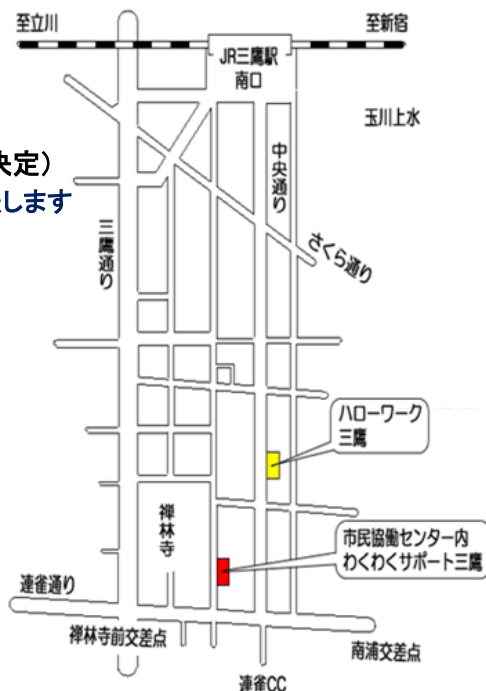 至立川
至新宿
JR三鷹駅
南口
玉川上水
決定）
します
中央通り
三鷹通り
さくら通り
ハローワーク
三鷹
禅林寺
市民協働センター内
わくわくサポート三鷹
連雀通り
禅林寺前交差点
南浦交差点
連雀CC